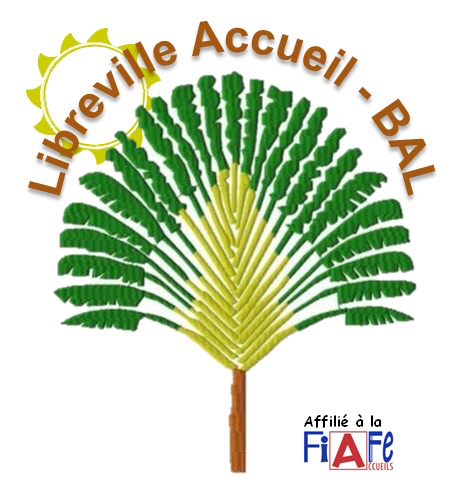 Libreville Accueil - BAL
Affilié à la
FIAFE
ACCUEILS